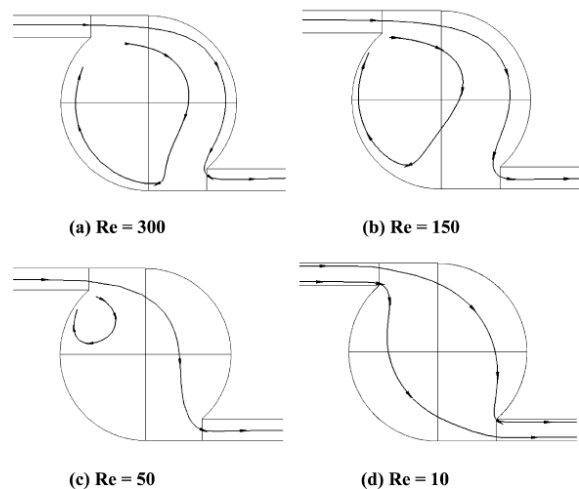 (a) Re = 300
(b) Re = 150
(c) Re = 50
(d) Re = 10